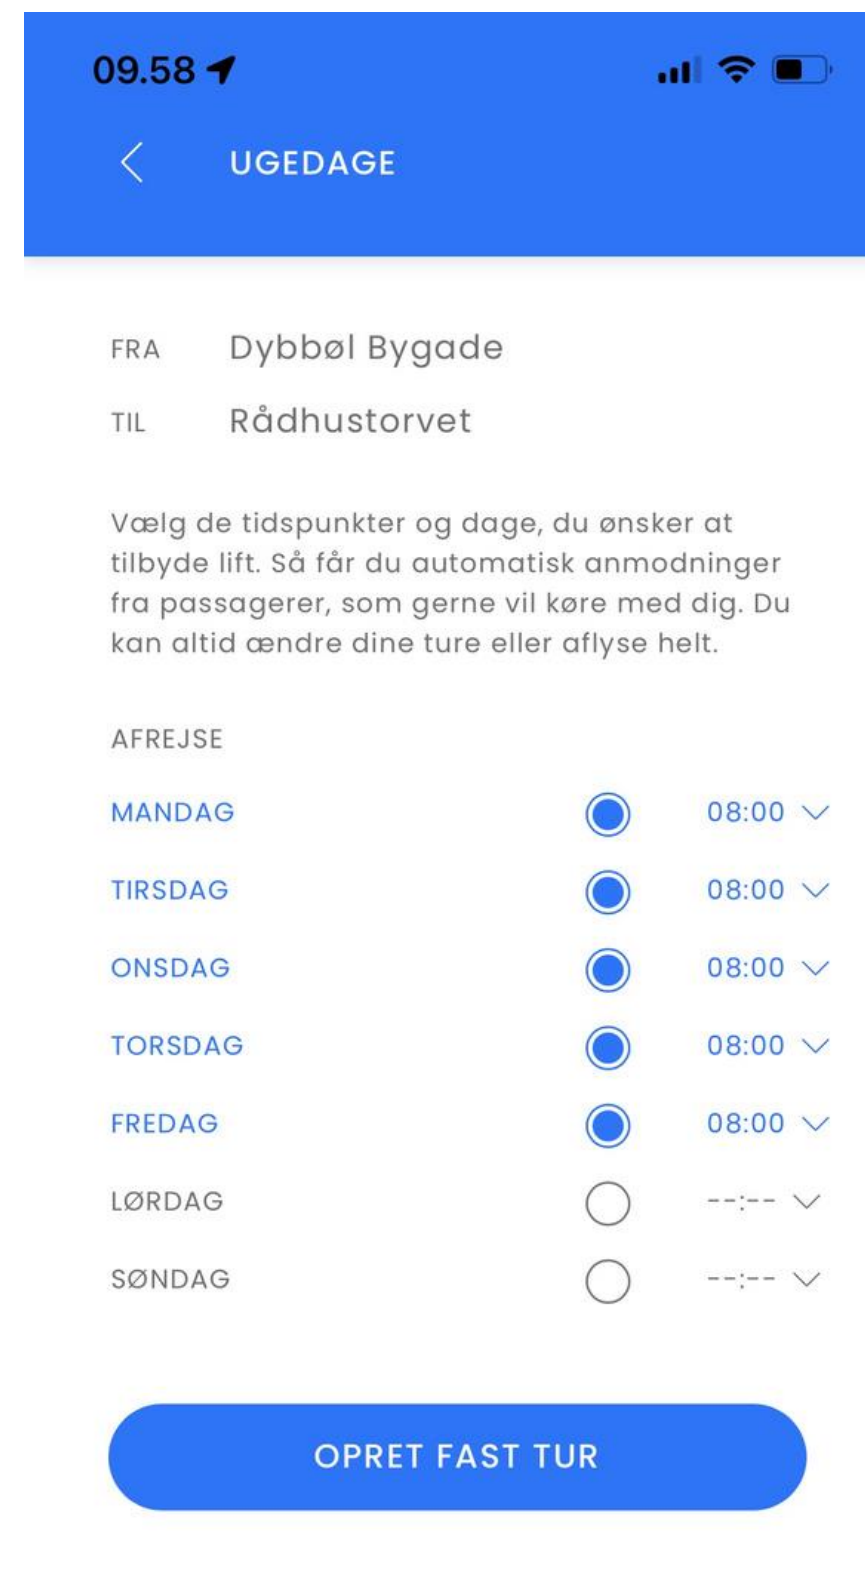 09.58
UGEDAGE
FRA Dybbøl Bygade
TIL Rådhustorvet
Vælg de tidspunkter og dage, du ønsker at
tilbyde lift. Så får du automatisk anmodninger
fra passagerer, som gerne vil køre med dig. Du
kan altid ændre dine ture eller aflyse helt.
AFREJSE
MANDAG 08:00
TIRSDAG 08:00
ONSDAG 08:00
TORSDAG 08:00
FREDAG 08:00
LØRDAG --:--
SØNDAG --:--
OPRET FAST TUR